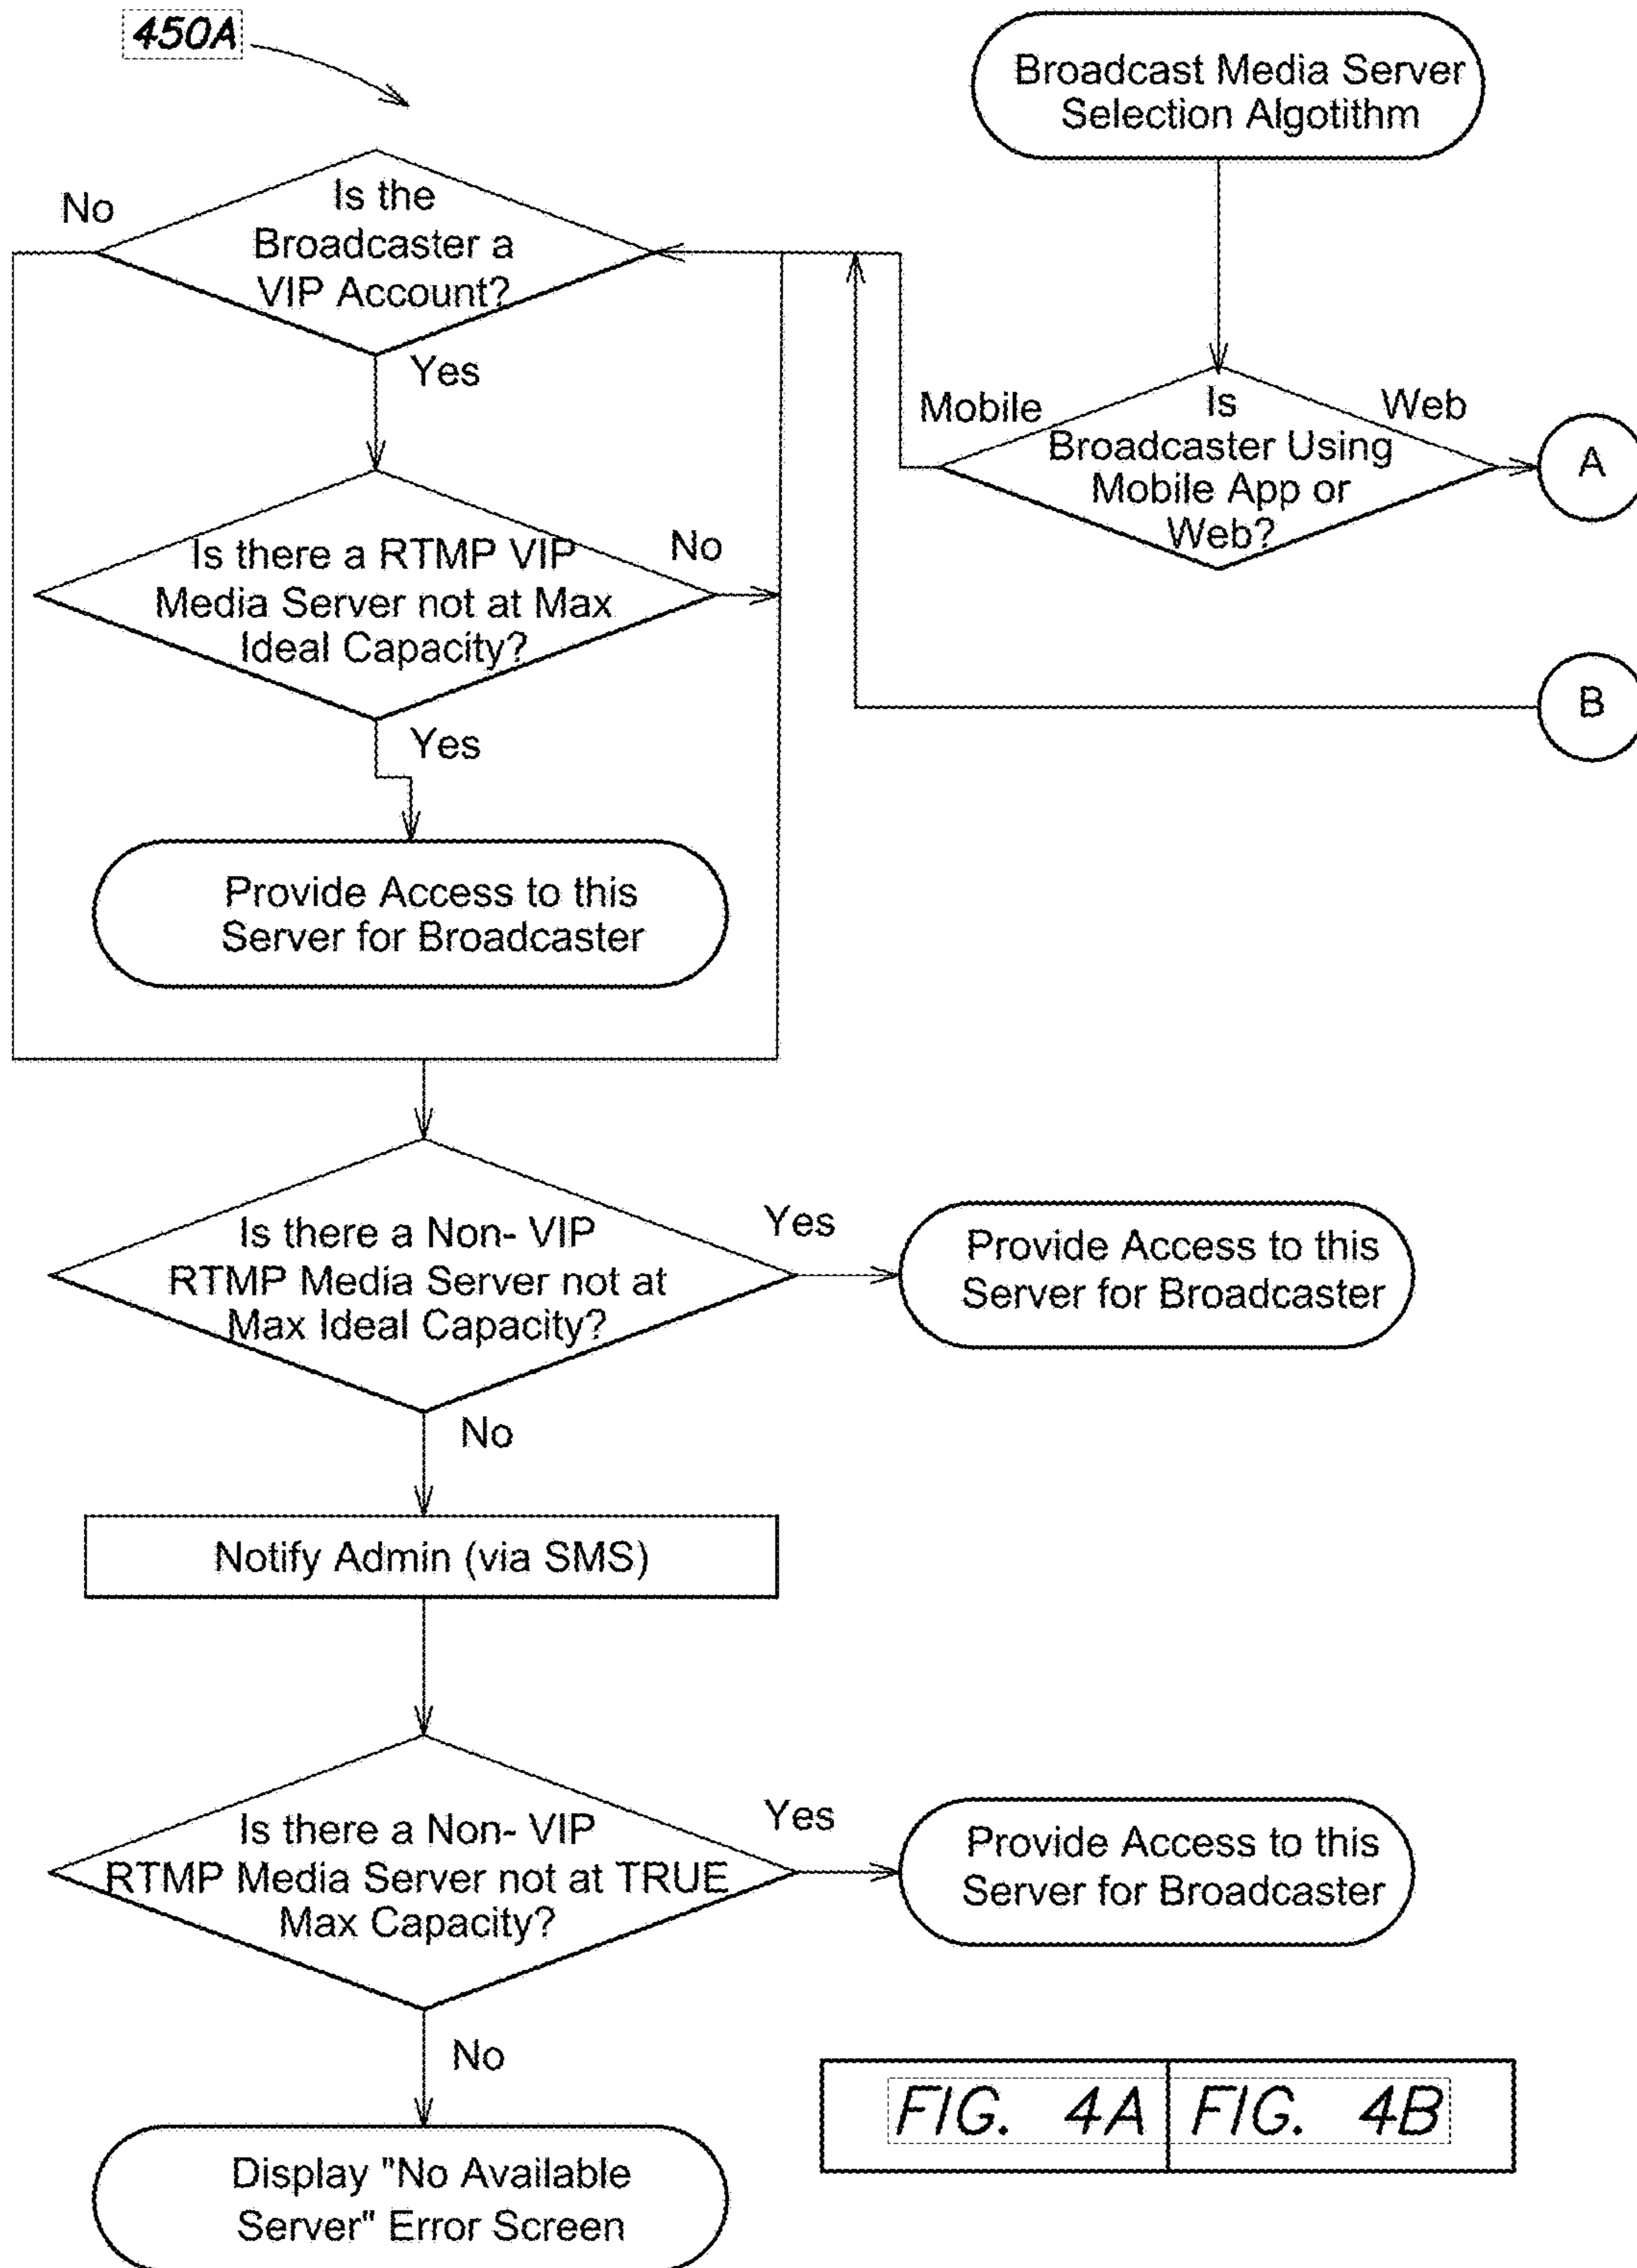 450A
Broadcast Media Server
Selection Algotithm
No
Is the
Broadcaster a
VIP Account?
Yes
Mobile
Is
Broadcaster Using
Mobile App or
Web?
Web
A
Is there a RTMP VIP
Media Server not at Max
Ideal Capacity?
No
B
Yes
Provide Access to this
Server for Broadcaster
Is there a Non- VIP
RTMP Media Server not at
Max Ideal Capacity?
Yes
Provide Access to this
Server for Broadcaster
No
Notify Admin (via SMS)
Is there a Non- VIP
RTMP Media Server not at TRUE
Max Capacity?
Yes
Provide Access to this
Server for Broadcaster
No
Display "No Available
Server" Error Screen
FIG. 4A
FIG. 4B